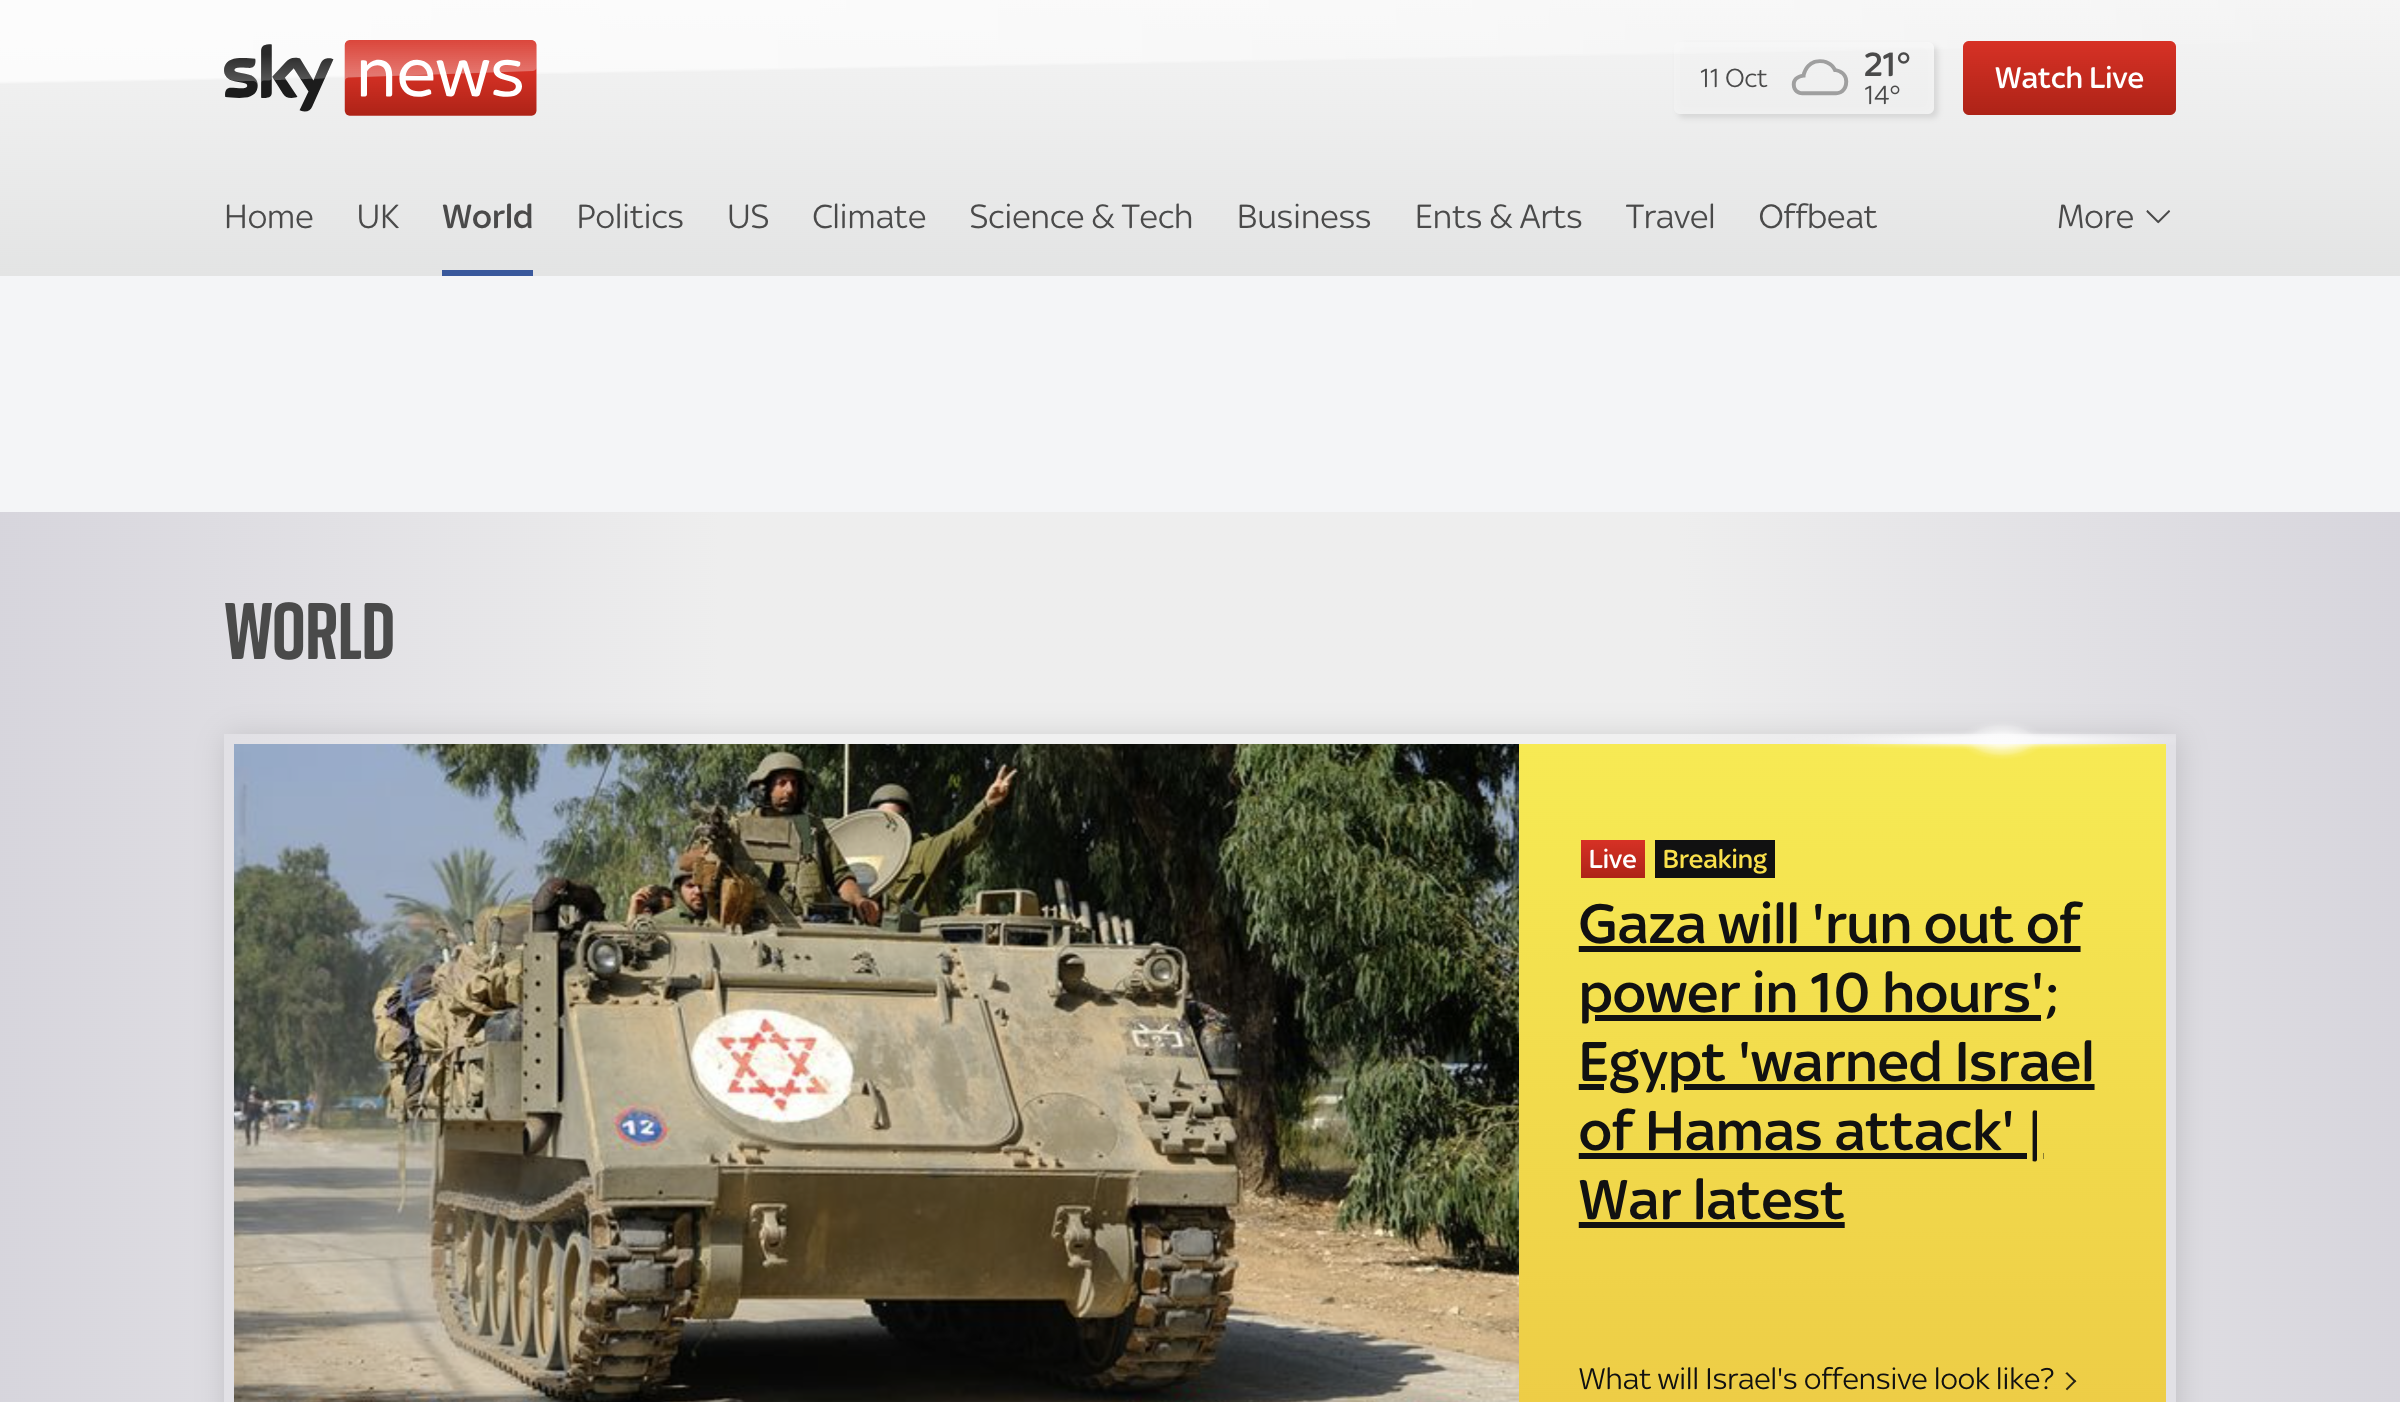 sky news
11 Oct
21°
14°
Watch Live
Home UK World Politics US Climate Science & Tech Business Ents & Arts Travel Offbeat More
WORLD
Live Breaking
Gaza will 'run out of
power in 10 hours';
Egypt 'warned Israel
of Hamas attack' |
War latest
12
What will Israel's offensive look like?